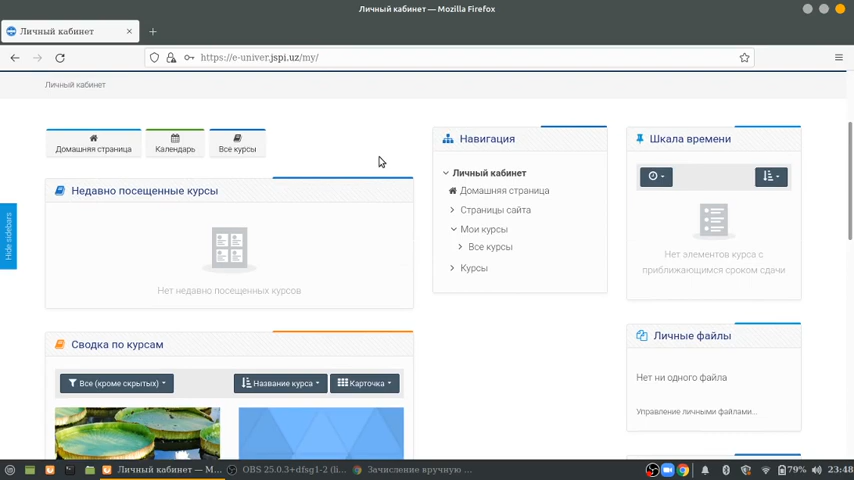 Личный кабинет — Mozilla Firefox
Личный кабинет
https://e-univer.jspi.uz/my/
Личный кабинет
Домашняя страница
Календарь
Все курсы
Hide sidebars
Недавно посещенные курсы
Нет недавно посещенных курсов
Сводка по курсам
Все (кроме скрытых)
Название курса
Карточка
Навигация
Личный кабинет
Домашняя страница
Страницы сайта
Мои курсы
Все курсы
Курсы
Шкала времени
Нет элементов курса с
приближающимся сроком сдачи
Личные файлы
Нет ни одного файла
Управление личными файлами...
Личный кабинет — M...
OBS 25.0.3+dfsg1-2 (li...
Зачисление вручную ...
79%
23:48